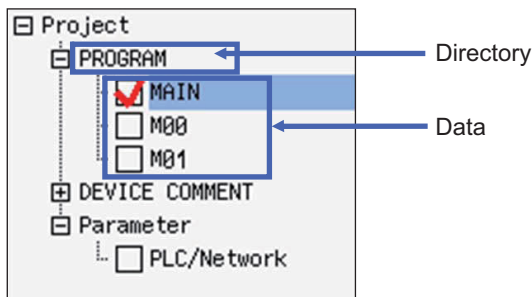 Project
PROGRAM
Directory
MAIN
M00
Data
M01
DEVICE COMMENT
Parameter
PLC/Network